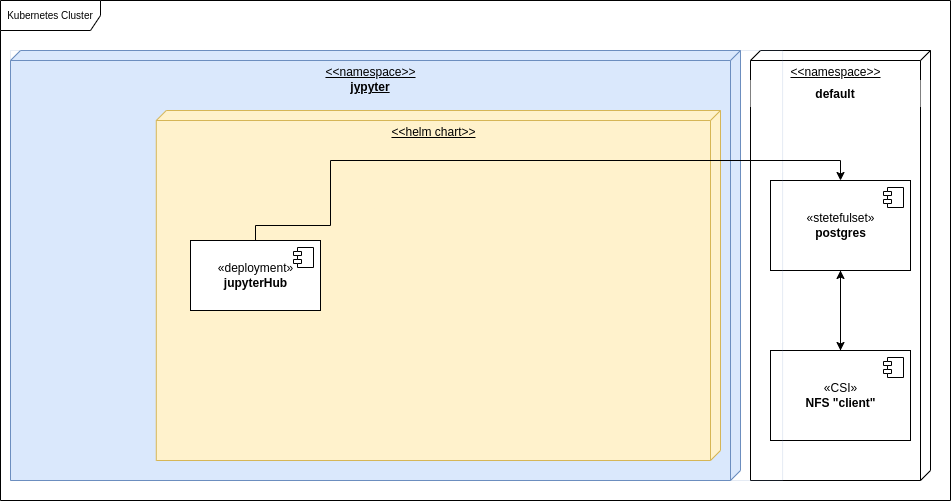 Kubernetes Cluster
<<namespace>>
jypyter
<<helm chart>>
«deployment»
jupyterHub
<<namespace>>
default
«stetefulset»
postgres
«CSI»
NFS "client"